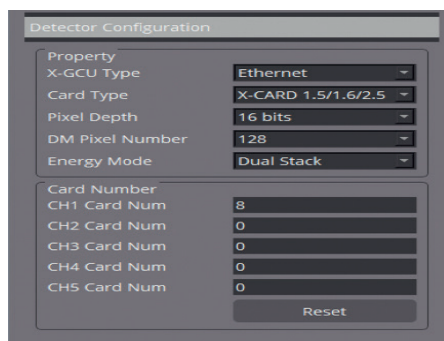 Detector Configuration
Property
X-GCU Type Ethernet
Card Type X-CARD 1.5/1.6/2.5
Pixel Depth 16 bits
DM Pixel Number 128
Energy Mode Dual Stack
Card Number
CH1 Card Num 8
CH2 Card Num 0
CH3 Card Num 0
CH4 Card Num 0
CH5 Card Num 0
Reset